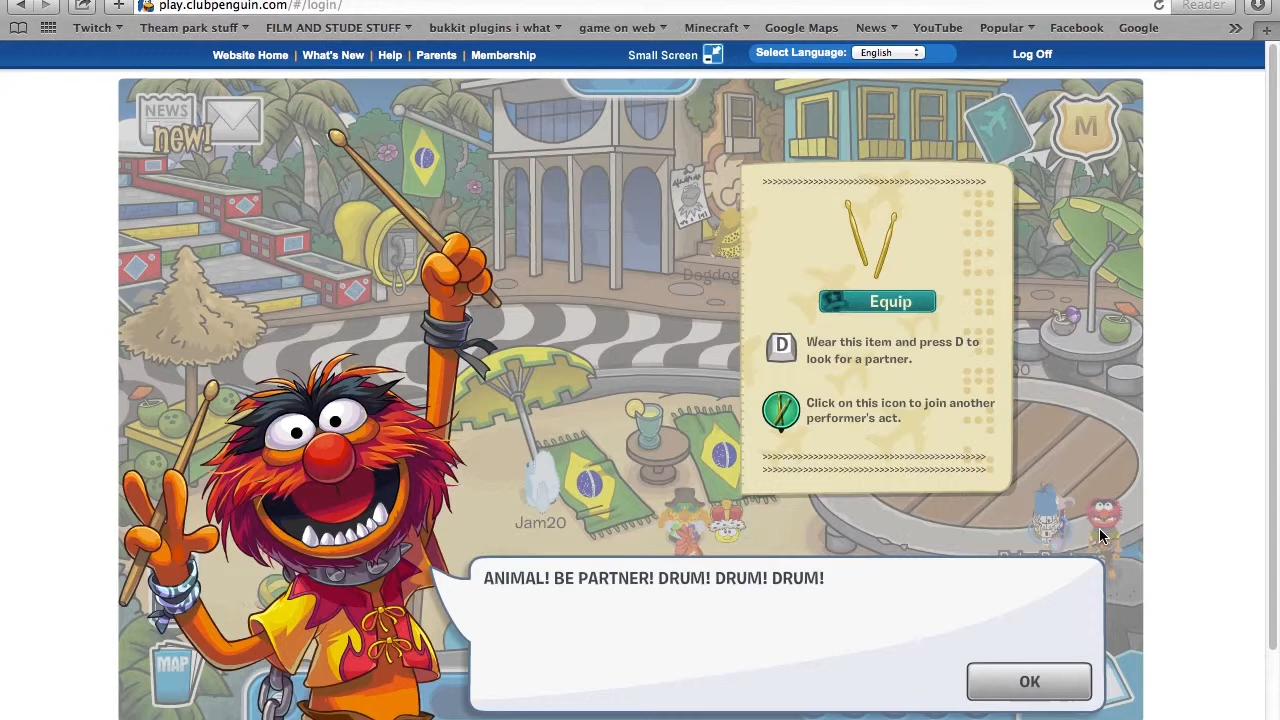 play.clubpenguin.com/#/login/
Reader
Twitch Theam park stuff FILM AND STUDE STUFF bukkit plugins i what game on web Minecraft Google Maps News YouTube Popular Facebook Google
Website Home | What's New | Help | Parents | Membership
Small Screen
Select Language: English
Log Off
NEWS
new!
M
Dogdog
Equip
D
Wear this item and press D to
look for a partner.
Click on this icon to join another
performer's act.
Jam20
ANIMAL! BE PARTNER! DRUM! DRUM! DRUM!
MAP
OK